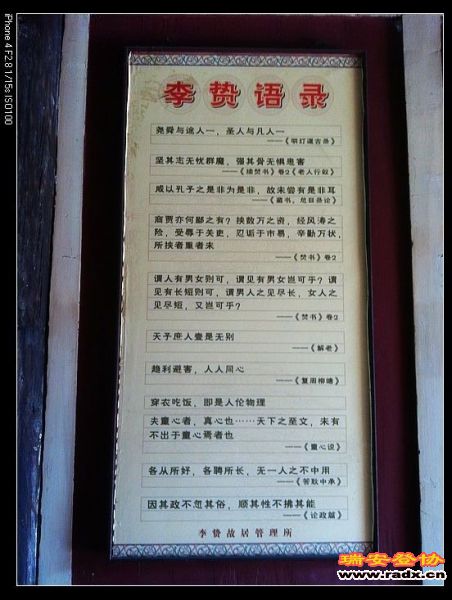 iPhone 4 F2.8 1/15s ISO100
李贽语录
尧舜与途人一，圣人与凡人一
——《明灯道古录》
坚其志无忧群魔，强其骨无惧患害
——《续焚书》卷2《老人行叙》
咸以孔子之是非为是非，故未尝有是非耳
——《藏书，总目录论》
商贾亦何鄙之有？挟数万之资，经风涛之
险，受辱于关吏，忍诟于市易，辛勤万状，
所挟者重者末
——《焚书》卷2
谓人有男女则可，谓见有男女岂可乎？谓
见有长短则可，谓男人之见尽长，女人之
见尽短，又岂可乎？
——《焚书》卷2
天子庶人壹是无别
——《解老》
趋利避害，人人同心
——《复周柳塘》
穿衣吃饭，即是人伦物理
夫童心者，真心也……天下之至文，未有
不出于童心焉者也
——《童心说》
各从所好，各骋所长，无一人之不中用
——《答耿中丞》
因其政不易其俗，顺其性不拂其能
——《论政篇》
李贽故居管理所
瑞安登协
www.radx.cn